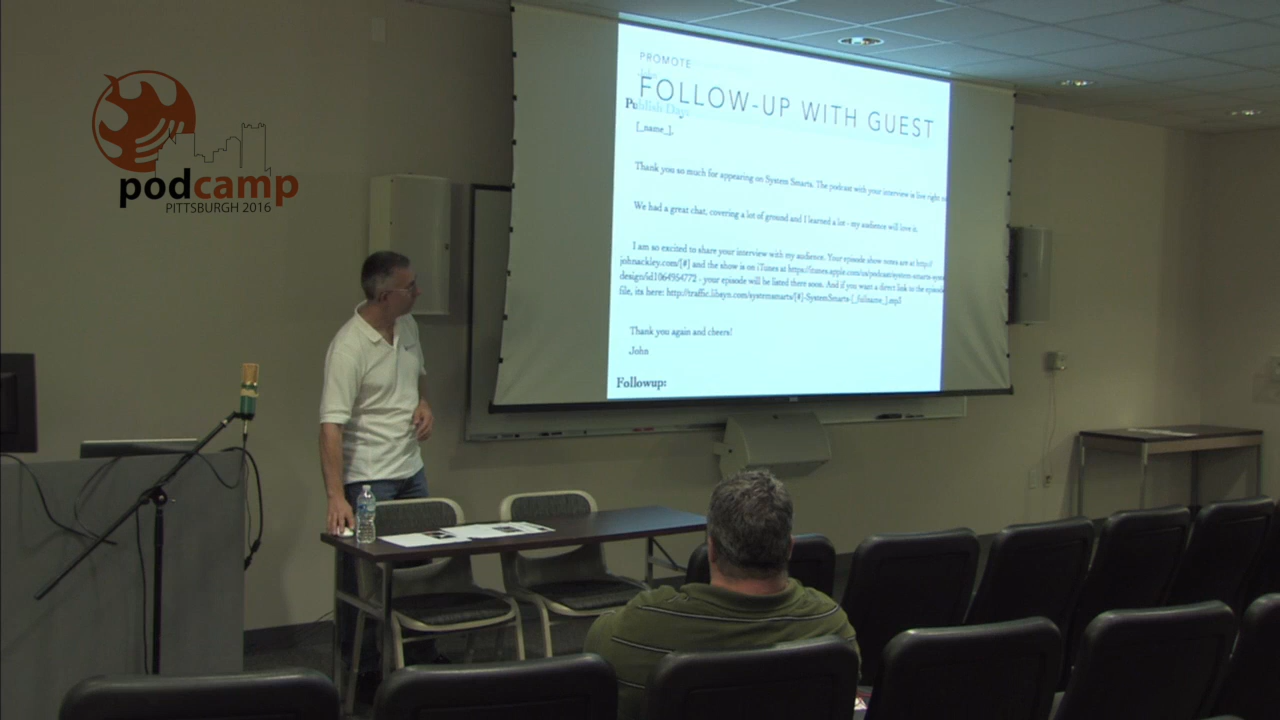 podcamp
PITTSBURGH 2016
PROMOTE
FOLLOW-UP WITH GUEST
Publish Day:
[_name_],
Thank you so much for appearing on System Smarts. The podcast with your interview is live right
We had a great chat, covering a lot of ground and I learned a lot - my audience will love it.
I am so excited to share your interview with my audience. Your episode show notes are at http://
johnackley.com/[#] and the show is on iTunes at https://itunes.apple.com/us/podcast/system-smarts-
design/id1064954772 - your episode will be listed there soon. And if you want a direct link to the episode
file, its here: http://traffic.libsyn.com/systemsmarts/[#]-SystemSmarts-[_fullname_].mp3
Thank you again and cheers!
John
Followup: